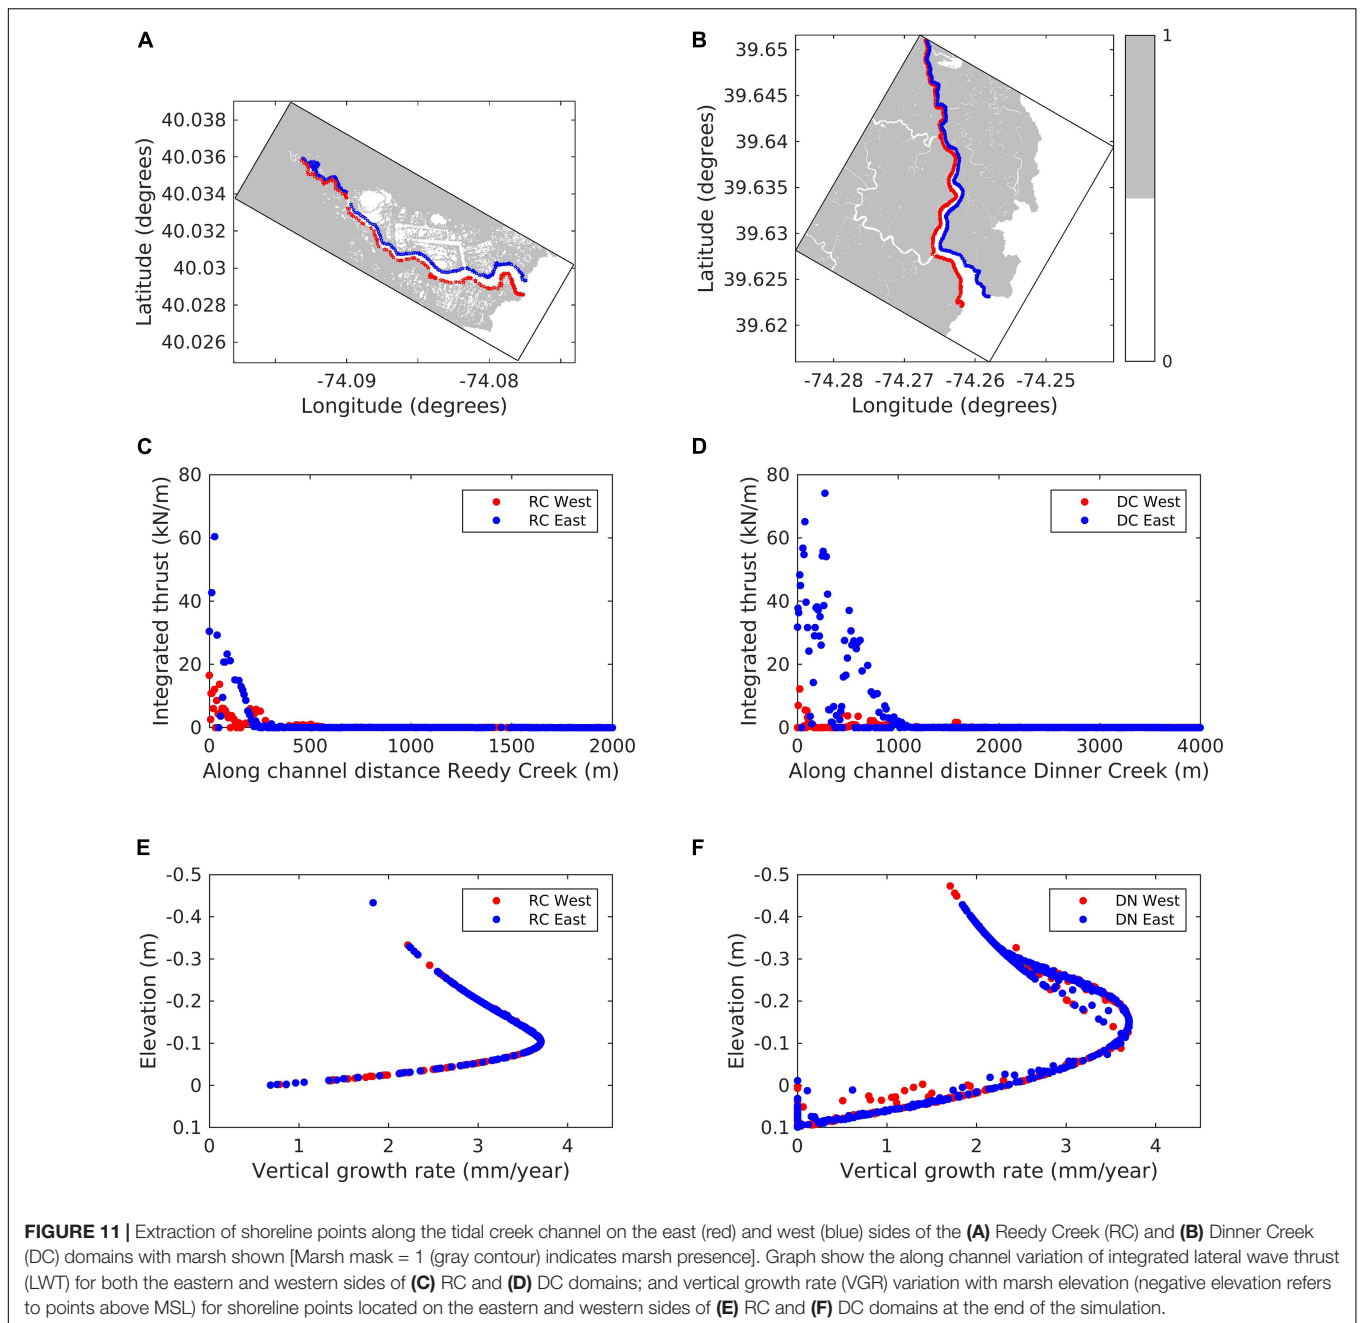 A
40.038
40.036
40.034
40.032
40.03
40.028
40.026
Latitude (degrees)
-74.09
-74.08
Longitude (degrees)
B
39.65
39.645
39.64
39.635
39.63
39.625
39.62
Latitude (degrees)
-74.28
-74.27
-74.26
-74.25
Longitude (degrees)
1
0
C
80
60
40
20
0
Integrated thrust (kN/m)
RC West
RC East
0
500
1000
1500
2000
Along channel distance Reedy Creek (m)
D
80
60
40
20
0
Integrated thrust (kN/m)
DC West
DC East
0
1000
2000
3000
4000
Along channel distance Dinner Creek (m)
E
-0.5
-0.4
-0.3
-0.2
-0.1
0
0.1
Elevation (m)
RC West
RC East
0
1
2
3
4
Vertical growth rate (mm/year)
F
-0.5
-0.4
-0.3
-0.2
-0.1
0
0.1
Elevation (m)
DN West
DN East
0
1
2
3
4
Vertical growth rate (mm/year)
FIGURE 11 | Extraction of shoreline points along the tidal creek channel on the east (red) and west (blue) sides of the (A) Reedy Creek (RC) and (B) Dinner Creek
(DC) domains with marsh shown [Marsh mask = 1 (gray contour) indicates marsh presence]. Graph show the along channel variation of integrated lateral wave thrust
(LWT) for both the eastern and western sides of (C) RC and (D) DC domains; and vertical growth rate (VGR) variation with marsh elevation (negative elevation refers
to points above MSL) for shoreline points located on the eastern and western sides of (E) RC and (F) DC domains at the end of the simulation.